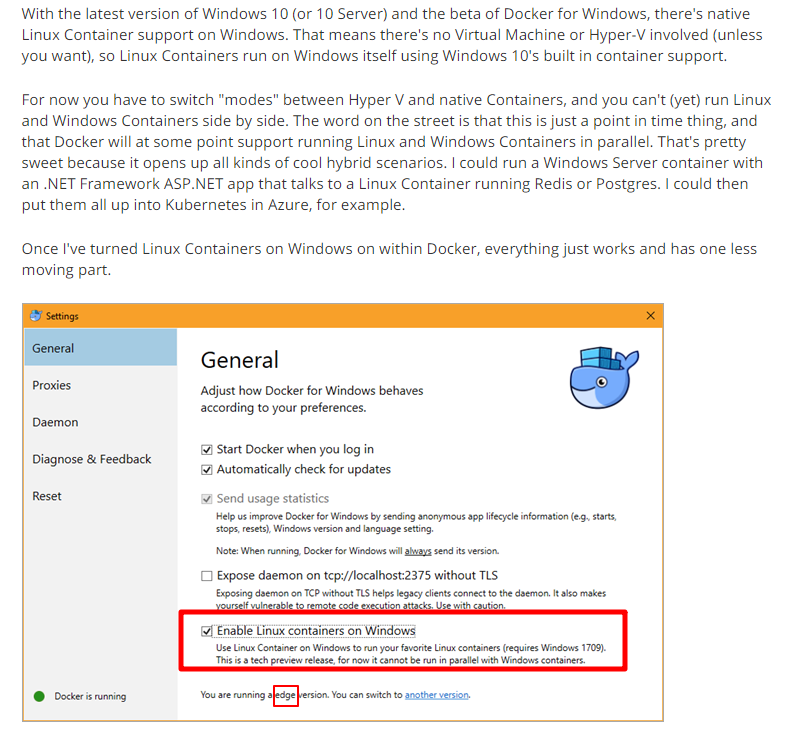 With the latest version of Windows 10 (or 10 Server) and the beta of Docker for Windows, there's native
Linux Container support on Windows. That means there's no Virtual Machine or Hyper-V involved (unless
you want), so Linux Containers run on Windows itself using Windows 10's built in container support.
For now you have to switch "modes" between Hyper V and native Containers, and you can't (yet) run Linux
and Windows Containers side by side. The word on the street is that this is just a point in time thing, and
that Docker will at some point support running Linux and Windows Containers in parallel. That's pretty
sweet because it opens up all kinds of cool hybrid scenarios. I could run a Windows Server container with
an .NET Framework ASP.NET app that talks to a Linux Container running Redis or Postgres. I could then
put them all up into Kubernetes in Azure, for example.
Once I've turned Linux Containers on Windows on within Docker, everything just works and has one less
moving part.
Settings
General
Proxies
Daemon
Diagnose & Feedback
Reset
Docker is running
General
Adjust how Docker for Windows behaves
according to your preferences.
Start Docker when you log in
Automatically check for updates
Send usage statistics
Help us improve Docker for Windows by sending anonymous app lifecycle information (e.g., starts,
stops, resets), Windows version and language setting.
Note: When running, Docker for Windows will always send its version.
Expose daemon on tcp://localhost:2375 without TLS
Exposing daemon on TCP without TLS helps legacy clients connect to the daemon. It also makes
yourself vulnerable to remote code execution attacks. Use with caution.
Enable Linux containers on Windows
Use Linux Container on Windows to run your favorite Linux containers (requires Windows 1709).
This is a tech preview release, for now it cannot be run in parallel with Windows containers.
You are running a edge version. You can switch to another version.